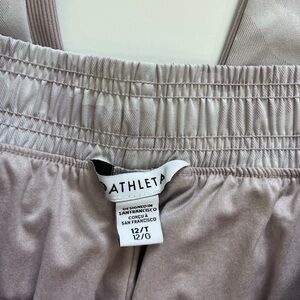 ATHLETA
DESIGNED IN
SAN FRANCISCO
CONÇU À
SAN FRANCISCO
12/T
12/G